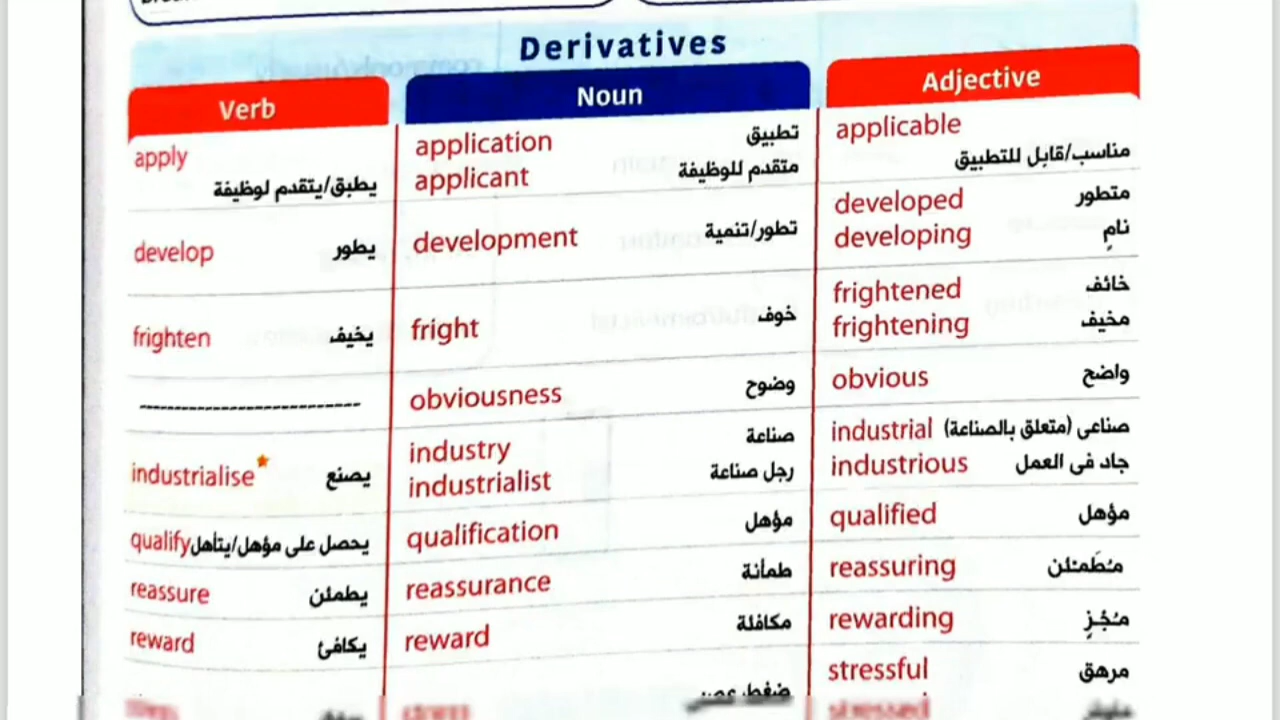 Derivatives
Verb Noun Adjective
apply يطبق/يتقدم لوظيفة
application تطبيق
applicant متقدم للوظيفة
applicable مناسب/قابل للتطبيق
develop يطور
development تطور/تنمية
developed متطور
developing نامٍ
frighten يخيف
fright خوف
frightened خائف
frightening مخيف
obviousness وضوح
obvious واضح
industrialise يصنع
industry صناعة
industrialist رجل صناعة
industrial صناعى (متعلق بالصناعة)
industrious جاد فى العمل
qualify يحصل على مؤهل/يتأهل
qualification مؤهل
qualified مؤهل
reassure يطمئن
reassurance طمأنة
reassuring مُطَمئن
reward يكافئ
reward مكافئة
rewarding مُجْزٍ
stress
stressful مرهق
stressed